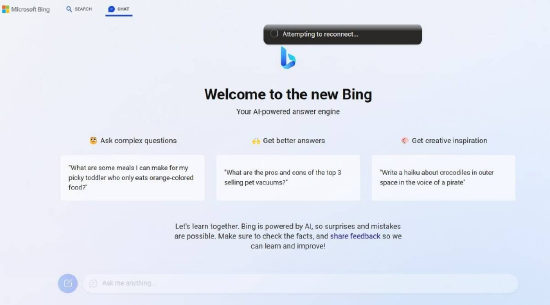 Microsoft Bing
SEARCH
CHAT
Attempting to reconnect...
Welcome to the new Bing
Your AI-powered answer engine
Ask complex questions
Get better answers
Get creative inspiration
"What are some meals I can make for my
picky toddler who only eats orange-colored
food?"
"What are the pros and cons of the top 3
selling pet vacuums?"
"Write a haiku about crocodiles in outer
space in the voice of a pirate"
Let's learn together. Bing is powered by AI, so surprises and mistakes
are possible. Make sure to check the facts, and share feedback so we
can learn and improve!
Ask me anything...